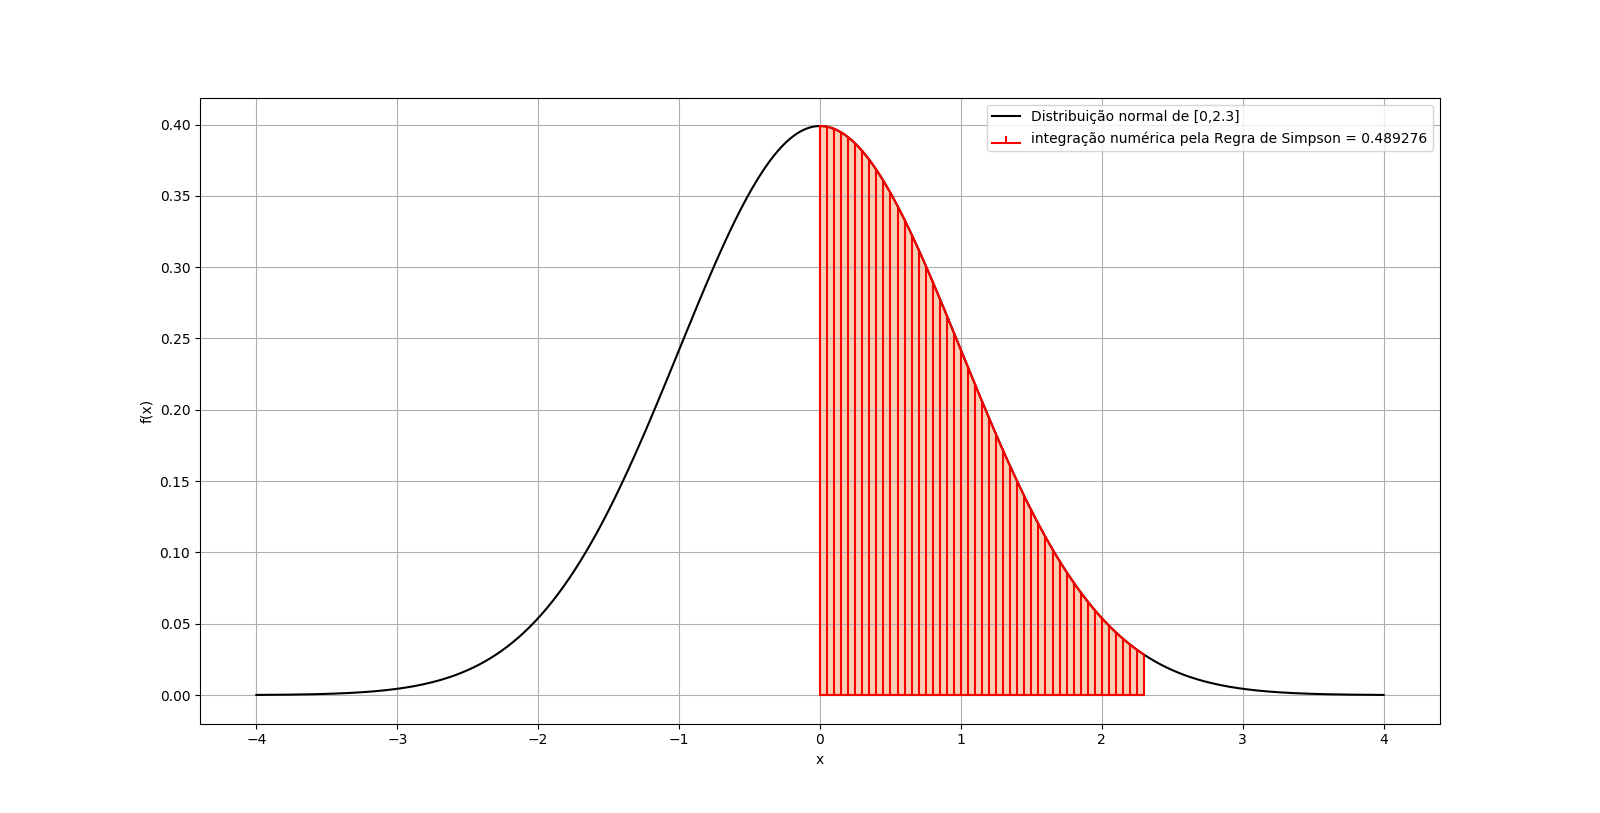 Distribuição normal de [0,2.3]
integração numérica pela Regra de Simpson = 0.489276
0.40
0.35
0.30
0.25
0.20
0.15
0.10
0.05
0.00
f(x)
−4 −3 −2 −1 0 1 2 3 4
x